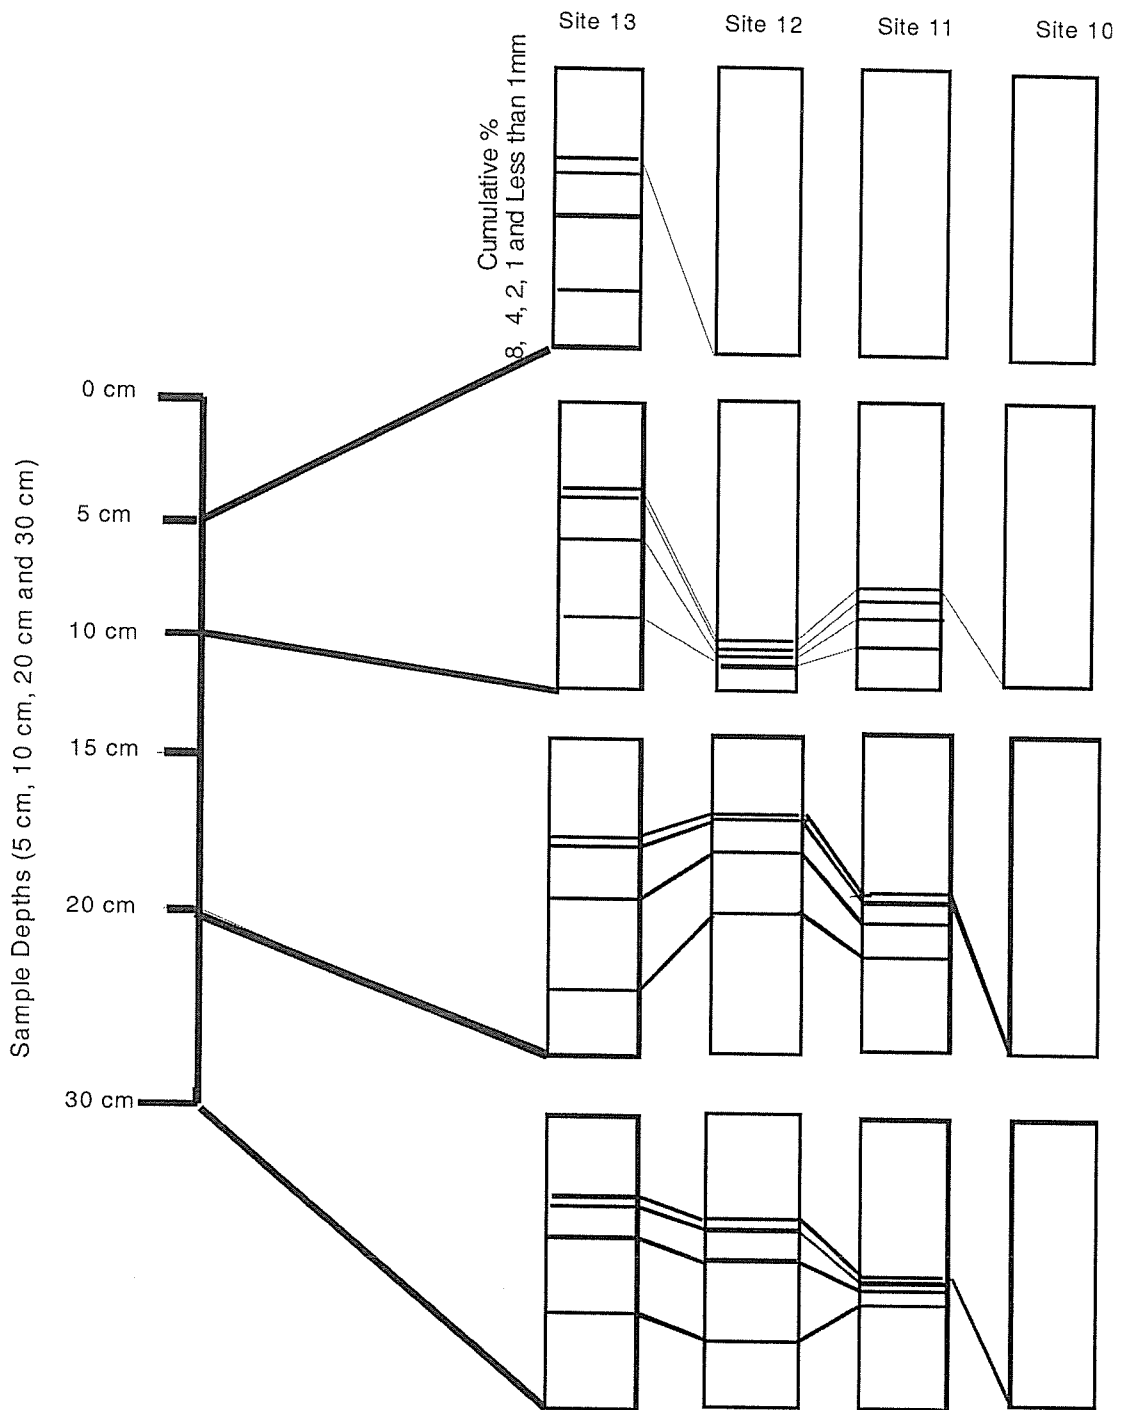 Site 13
Site 12
Site 11
Site 10
Cumulative %
8, 4, 2, 1 and Less than 1mm
Sample Depths (5 cm, 10 cm, 20 cm and 30 cm)
0 cm
5 cm
10 cm
15 cm
20 cm
30 cm